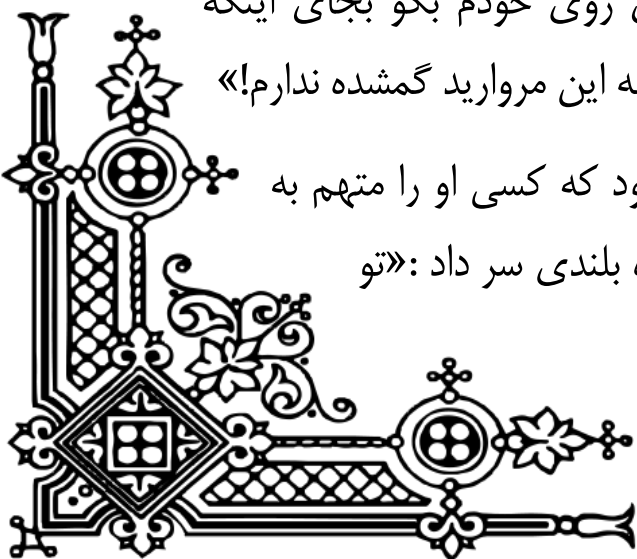 روی خودم بگو بجای اینکه
این مروارید گمشده ندارم!»
که کسی او را متهم به
بلندی سر داد :«تو